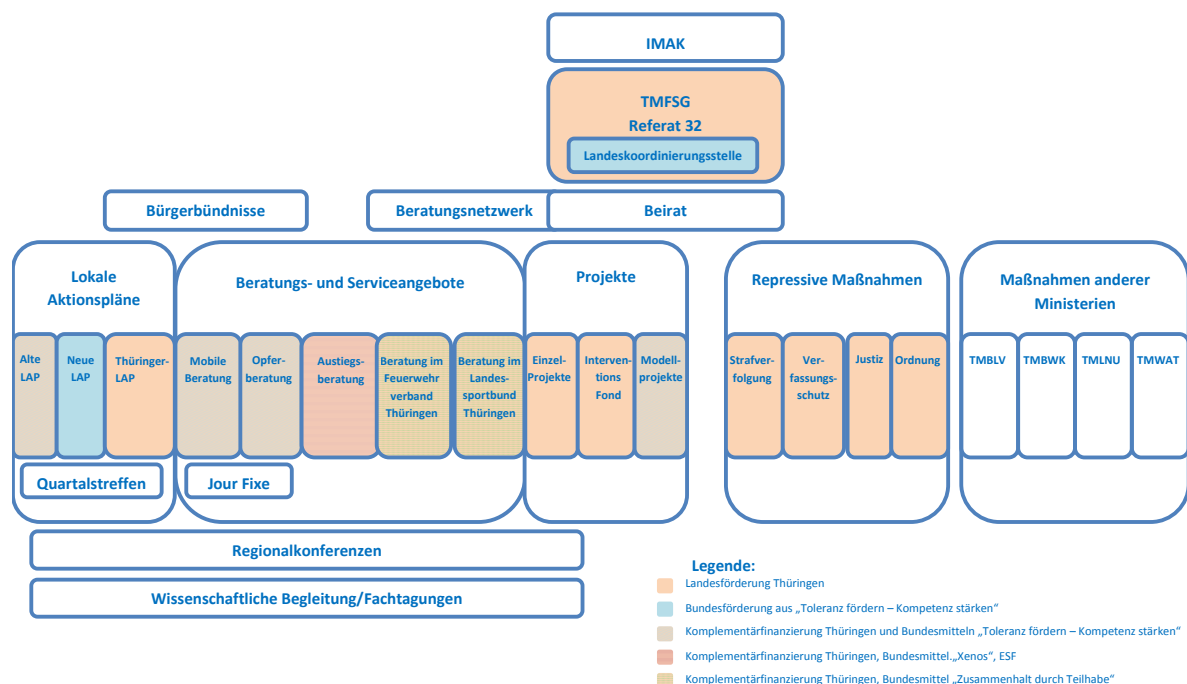 IMAK
TMFSG
Referat 32
Landeskoordinierungsstelle
Bürgerbündnisse
Beratungsnetzwerk
Beirat
Lokale
Aktionspläne
Beratungs- und Serviceangebote
Projekte
Repressive Maßnahmen
Maßnahmen anderer
Ministerien
Alte
LAP
Neue
LAP
Thüringer-
LAP
Mobile
Beratung
Opfer-
beratung
Austiegs-
beratung
Beratung im
Feuerwehr
verband
Thüringen
Beratung im
Landes-
sportbund
Thüringen
Einzel-
Projekte
Interven-
tions
Fond
Modell-
projekte
Strafver-
folgung
Ver-
fassungs-
schutz
Justiz
Ordnung
TMBLV
TMBWK
TMLNU
TMWAT
Quartalstreffen
Jour Fixe
Regionalkonferenzen
Wissenschaftliche Begleitung/Fachtagungen
Legende:
Landesförderung Thüringen
Bundesförderung aus „Toleranz fördern – Kompetenz stärken“
Komplementärfinanzierung Thüringen und Bundesmitteln „Toleranz fördern – Kompetenz stärken“
Komplementärfinanzierung Thüringen, Bundesmittel.„Xenos“, ESF
Komplementärfinanzierung Thüringen, Bundesmittel „Zusammenhalt durch Teilhabe“